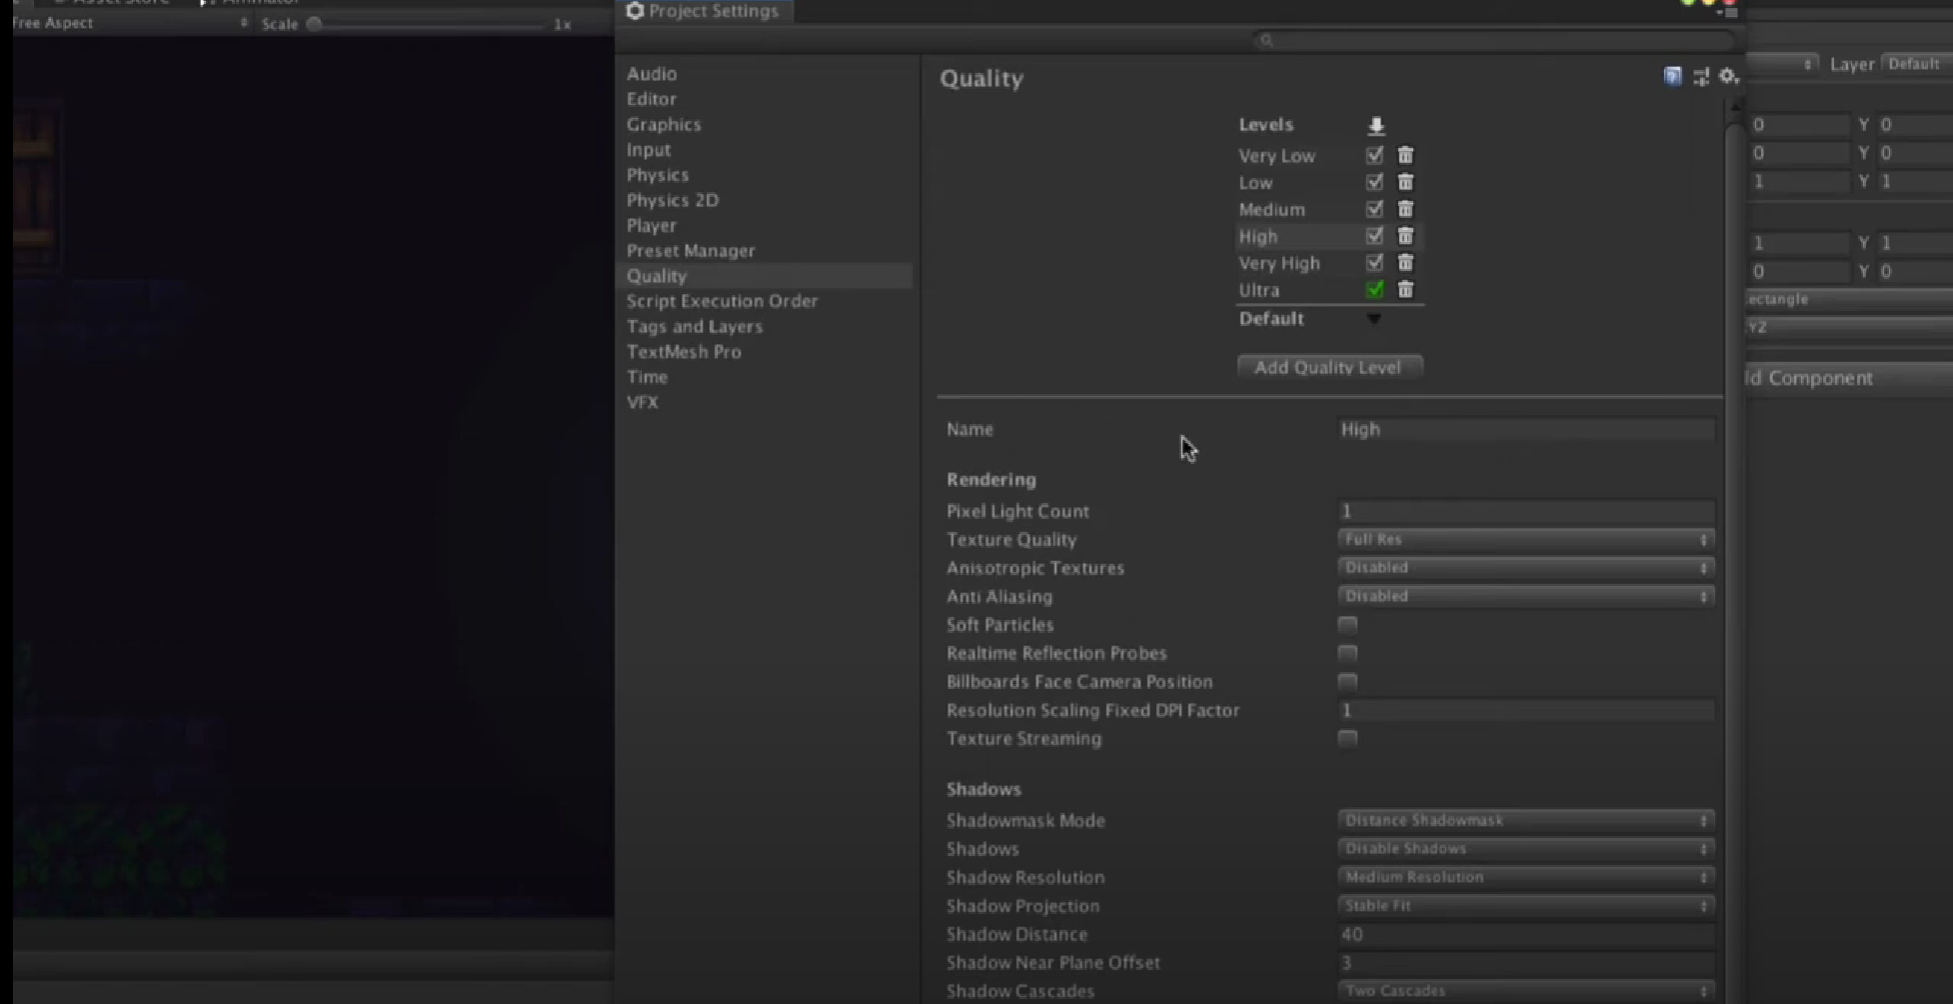 Asset Store
Animator
Free Aspect
Scale
1x
Project Settings
Audio
Editor
Graphics
Input
Physics
Physics 2D
Player
Preset Manager
Quality
Script Execution Order
Tags and Layers
TextMesh Pro
Time
VFX
Quality
Levels
Very Low
Low
Medium
High
Very High
Ultra
Default
Add Quality Level
Name High
Rendering
Pixel Light Count 1
Texture Quality Full Res
Anisotropic Textures Disabled
Anti Aliasing Disabled
Soft Particles
Realtime Reflection Probes
Billboards Face Camera Position
Resolution Scaling Fixed DPI Factor 1
Texture Streaming
Shadows
Shadowmask Mode Distance Shadowmask
Shadows Disable Shadows
Shadow Resolution Medium Resolution
Shadow Projection Stable Fit
Shadow Distance 40
Shadow Near Plane Offset 3
Shadow Cascades Two Cascades
Layer Default
0 Y 0
0 Y 0
1 Y 1
1 Y 1
0 Y 0
ectangle
YZ
ld Component